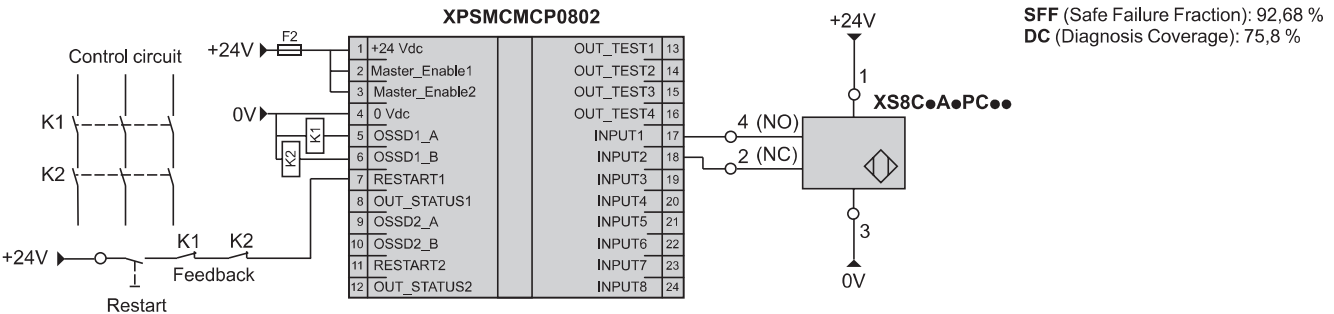 XPSMCMCP0802
SFF (Safe Failure Fraction): 92,68 %
DC (Diagnosis Coverage): 75,8 %
Control circuit
K1
K2
+24V
F2
0V
K1
K2
1 +24 Vdc
2 Master_Enable1
3 Master_Enable2
4 0 Vdc
5 OSSD1_A
6 OSSD1_B
7 RESTART1
8 OUT_STATUS1
9 OSSD2_A
10 OSSD2_B
11 RESTART2
12 OUT_STATUS2
OUT_TEST1 13
OUT_TEST2 14
OUT_TEST3 15
OUT_TEST4 16
INPUT1 17
INPUT2 18
INPUT3 19
INPUT4 20
INPUT5 21
INPUT6 22
INPUT7 23
INPUT8 24
+24V
1
XS8C●A●PC●●
4 (NO)
2 (NC)
3
0V
+24V
K1 K2
Feedback
Restart